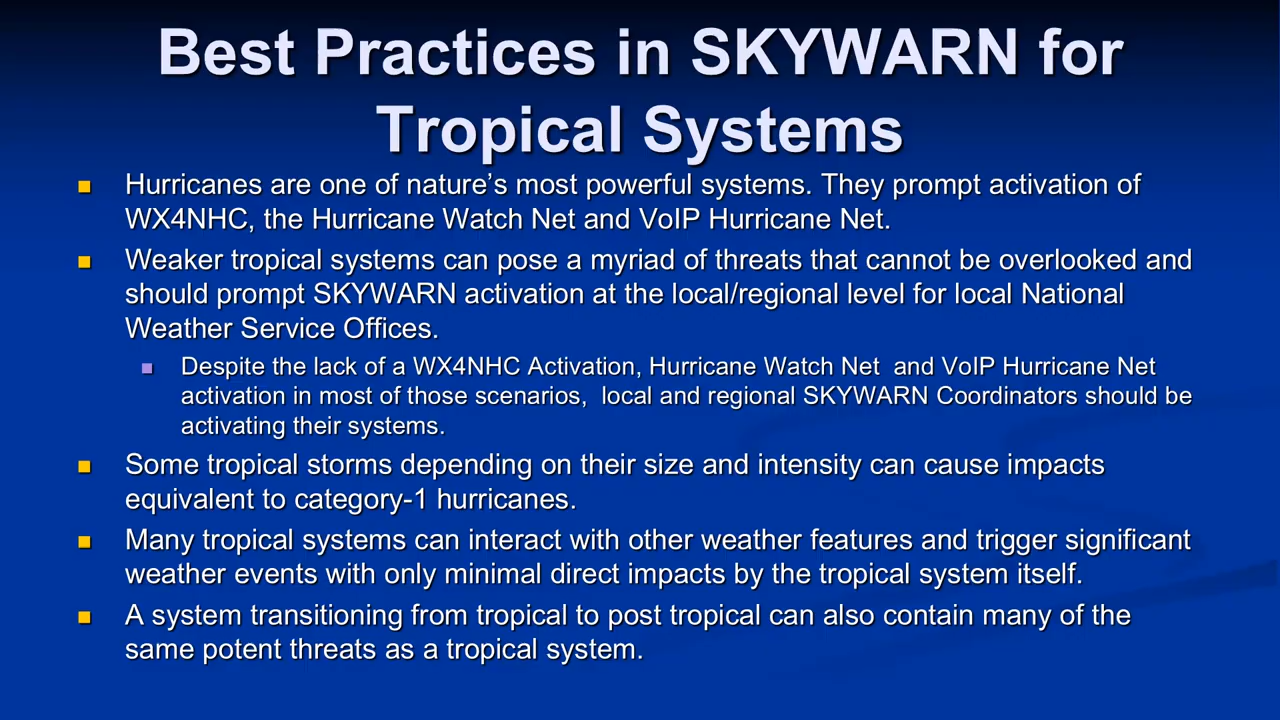 Best Practices in SKYWARN for
Tropical Systems
Hurricanes are one of nature’s most powerful systems. They prompt activation of
WX4NHC, the Hurricane Watch Net and VoIP Hurricane Net.
Weaker tropical systems can pose a myriad of threats that cannot be overlooked and
should prompt SKYWARN activation at the local/regional level for local National
Weather Service Offices.
Despite the lack of a WX4NHC Activation, Hurricane Watch Net and VoIP Hurricane Net
activation in most of those scenarios, local and regional SKYWARN Coordinators should be
activating their systems.
Some tropical storms depending on their size and intensity can cause impacts
equivalent to category-1 hurricanes.
Many tropical systems can interact with other weather features and trigger significant
weather events with only minimal direct impacts by the tropical system itself.
A system transitioning from tropical to post tropical can also contain many of the
same potent threats as a tropical system.